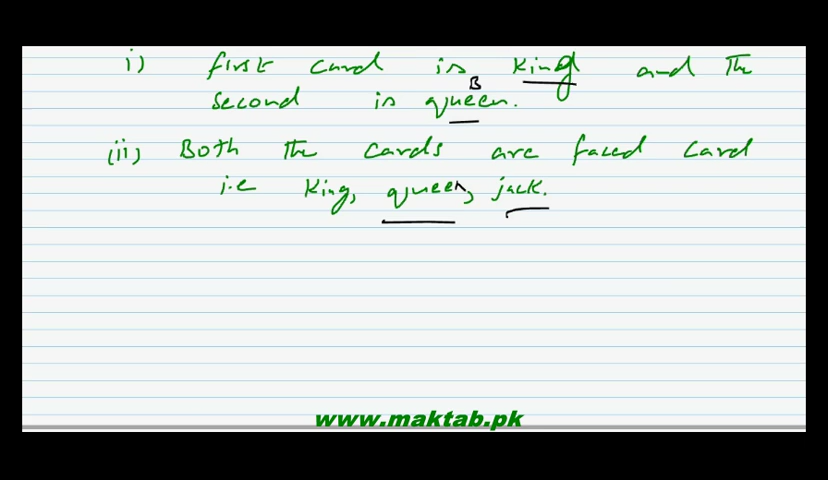 i) first card is king and the
B
second is queen.
(ii) Both the cards are faced card
i.e King, queen, jack.
www.maktab.pk